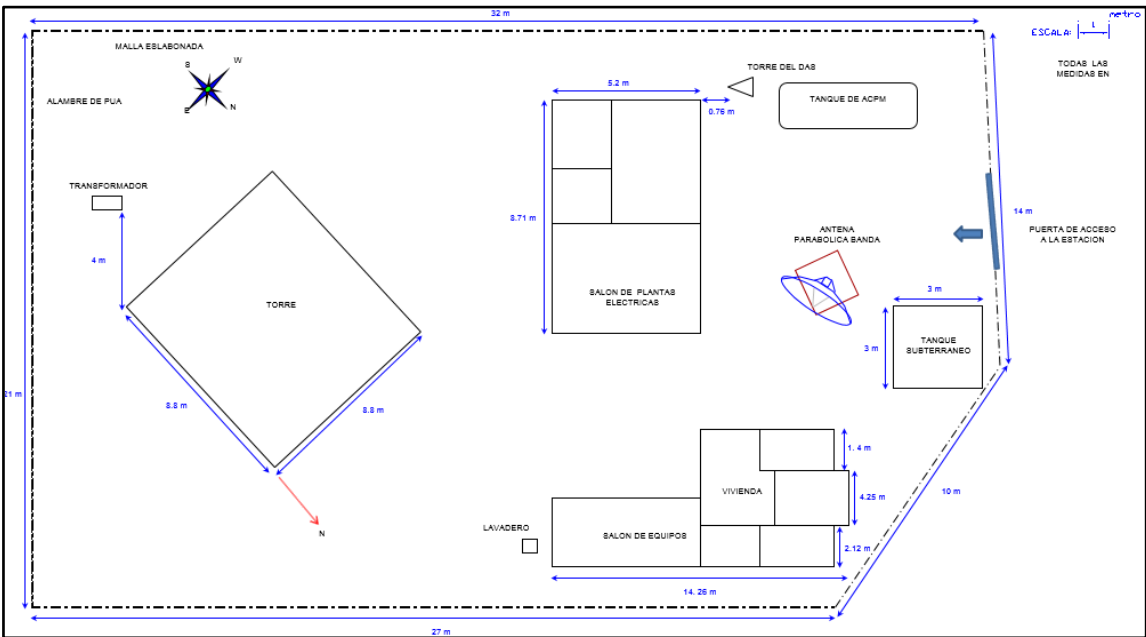 32 m
metro
ESCALA: 1
MALLA ESLABONADA
S
W
E
N
ALAMBRE DE PUA
TODAS LAS
MEDIDAS EN
TORRE DEL DAS
TANQUE DE ACPM
5.2 m
0.76 m
TRANSFORMADOR
4 m
8.71 m
14 m
ANTENA
PARABOLICA BANDA
PUERTA DE ACCESO
A LA ESTACION
TORRE
SALON DE PLANTAS
ELECTRICAS
3 m
3 m
TANQUE
SUBTERRANEO
21 m
8.8 m
8.8 m
1. 4 m
VIVIENDA
4.25 m
10 m
N
LAVADERO
SALON DE EQUIPOS
2.12 m
14. 26 m
27 m